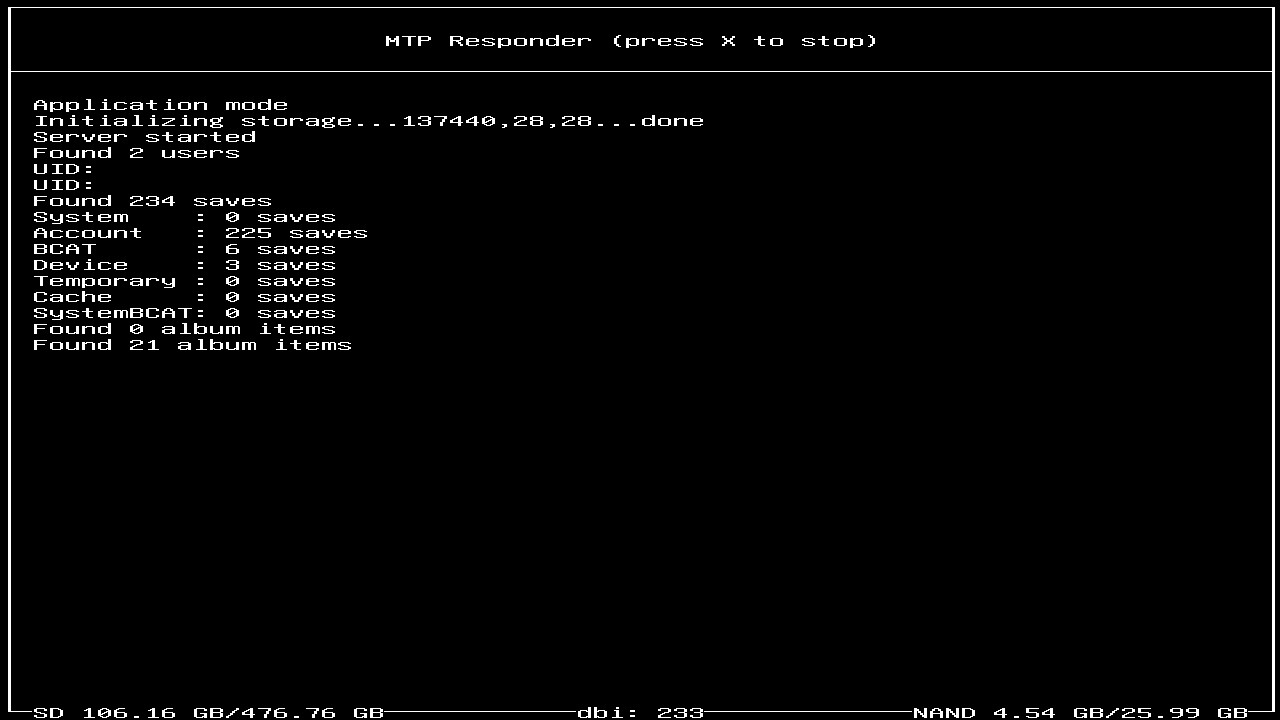 MTP Responder (press X to stop)
Application mode
Initializing storage...137440,28,28...done
Server started
Found 2 users
UID:
UID:
Found 234 saves
System    : 0 saves
Account   : 225 saves
BCAT      : 6 saves
Device    : 3 saves
Temporary : 0 saves
Cache     : 0 saves
SystemBCAT: 0 saves
Found 0 album items
Found 21 album items
SD 106.16 GB/476.76 GB dbi: 233 NAND 4.54 GB/25.99 GB